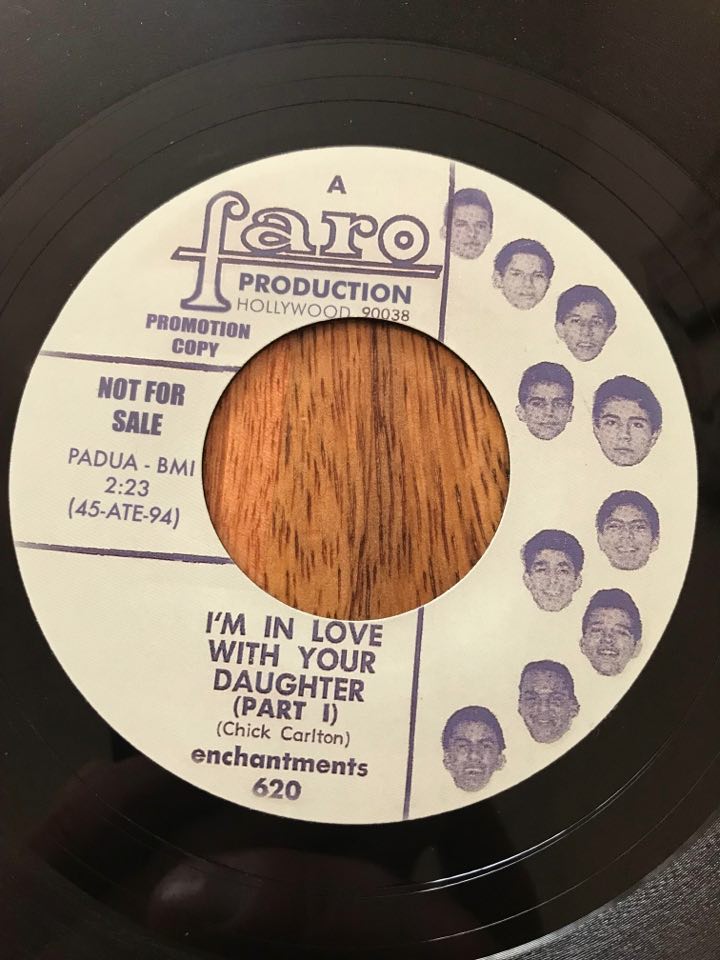 A
faro
PRODUCTION
HOLLYWOOD 90038
PROMOTION
COPY
NOT FOR
SALE
PADUA - BMI
2:23
(45-ATE-94)
I'M IN LOVE
WITH YOUR
DAUGHTER
(PART I)
(Chick Carlton)
enchantments
620